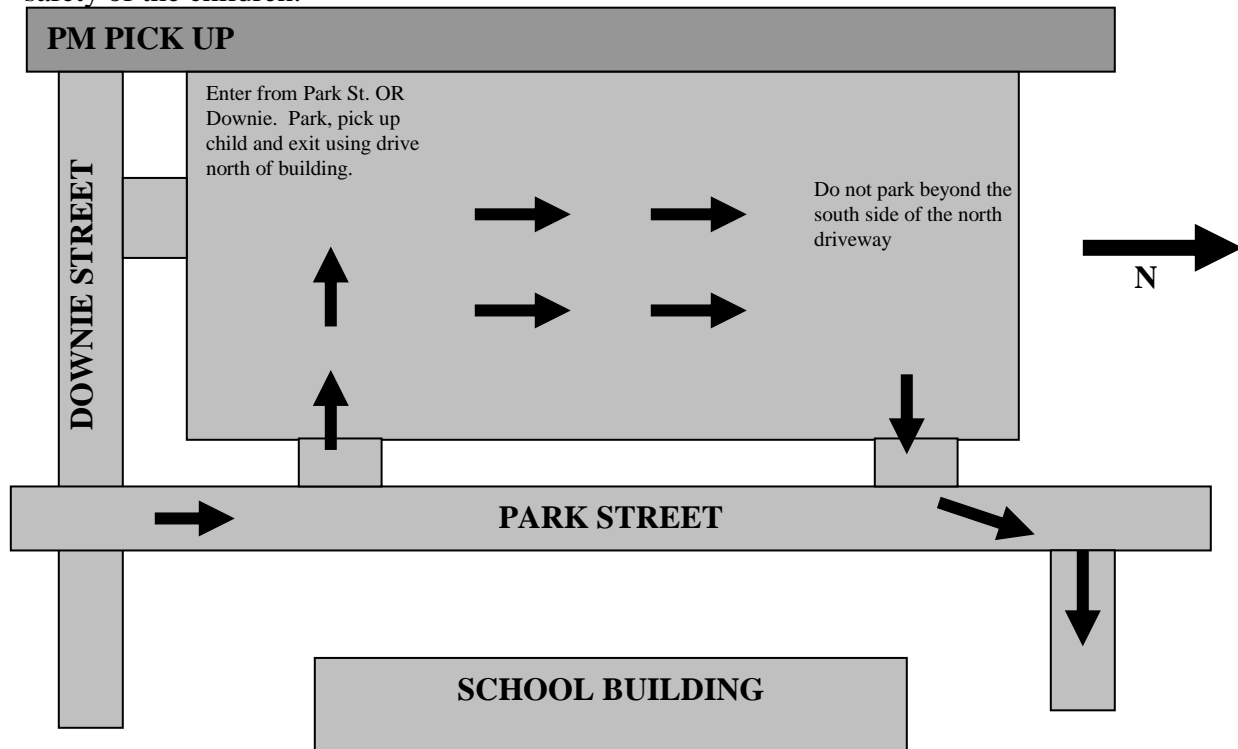 safety of the children.
PM PICK UP
Enter from Park St. OR
Downie.  Park, pick up
child and exit using drive
north of building.
Do not park beyond the
south side of the north
driveway
N
DOWNIE STREET
PARK STREET
SCHOOL BUILDING